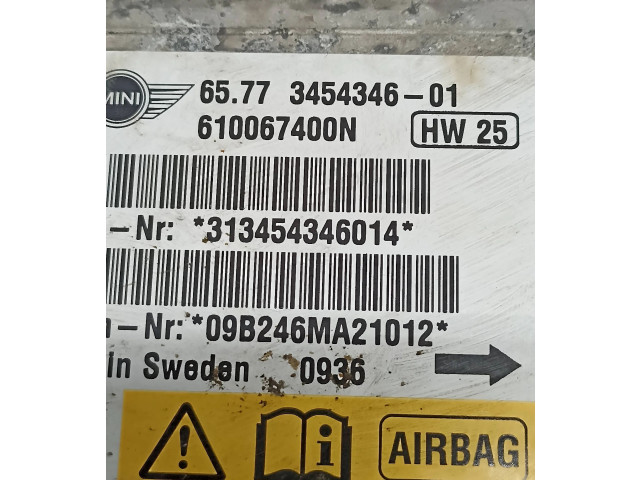 MINI 65.77 3454346-01
610067400N HW 25
-Nr: *313454346014*
-Nr: *09B246MA21012*
in Sweden 0936
i AIRBAG